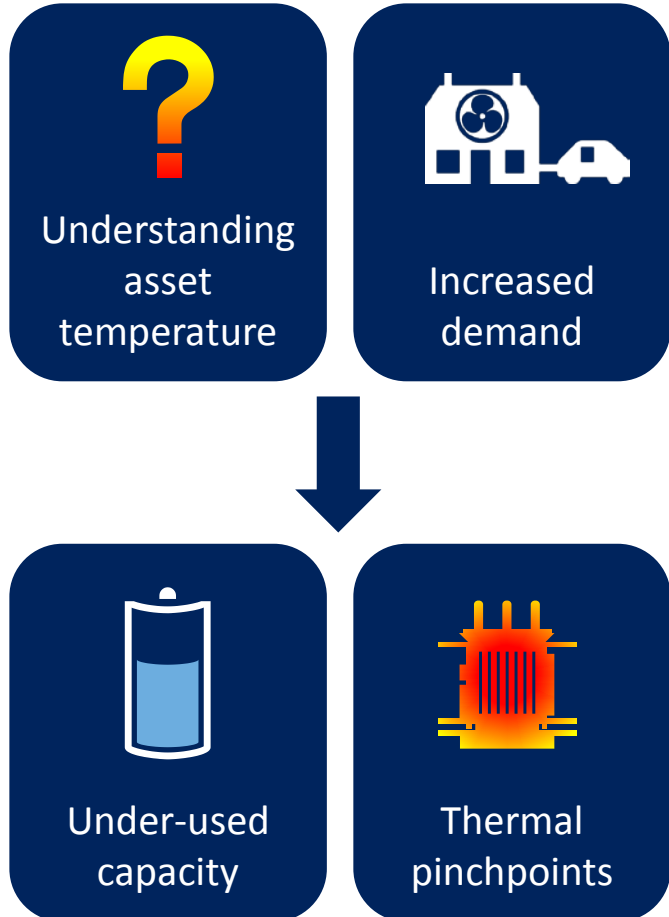 Understanding
asset
temperature
Increased
demand
Under-used
capacity
Thermal
pinchpoints